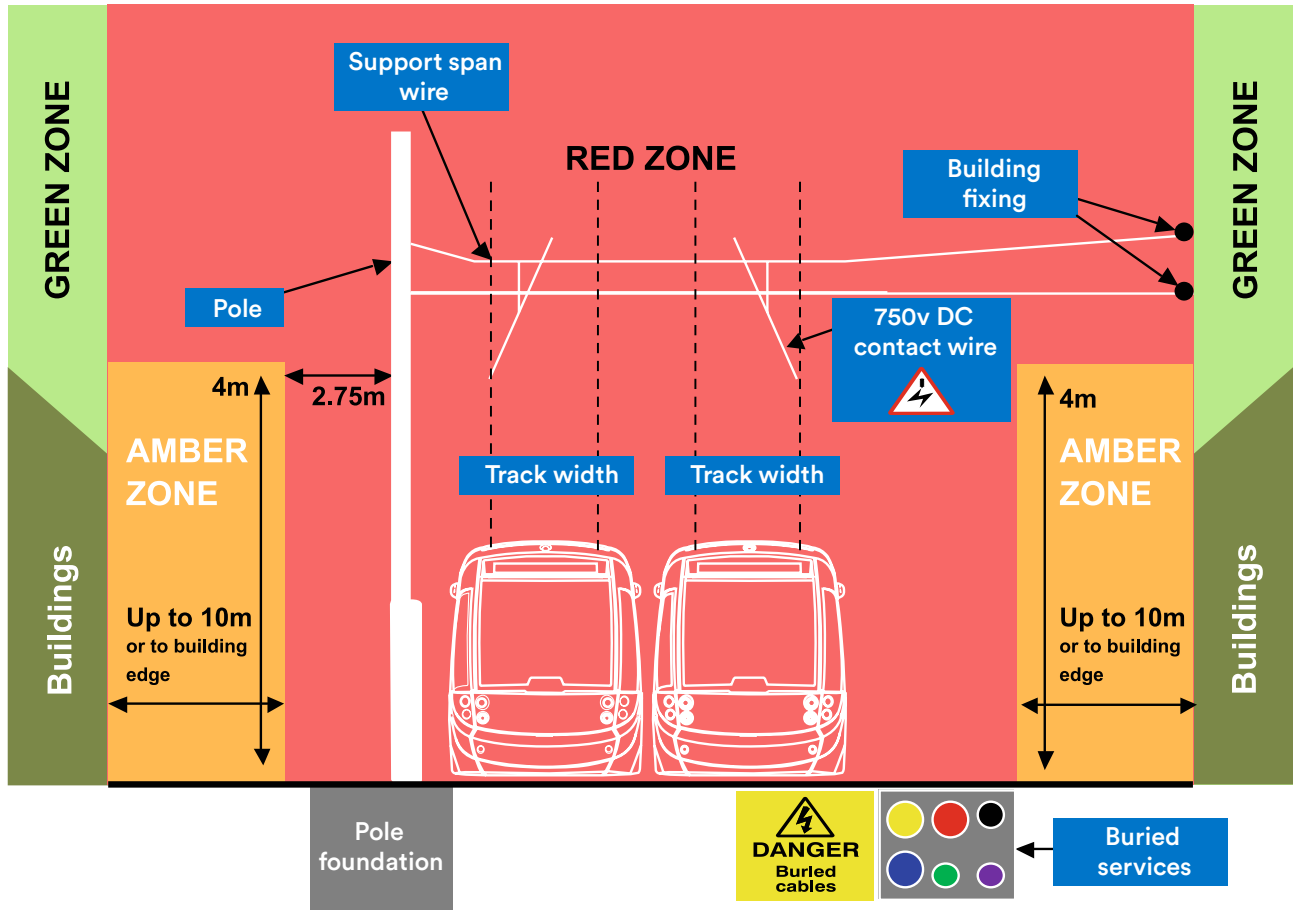 GREEN ZONE
Support span
wire
RED ZONE
Building
fixing
GREEN ZONE
Pole
750v DC
contact wire
4m
2.75m
4m
AMBER
ZONE
Track width
Track width
AMBER
ZONE
Buildings
Up to 10m
or to building
edge
Up to 10m
or to building
edge
Buildings
Pole
foundation
DANGER
Buried
cables
Buried
services